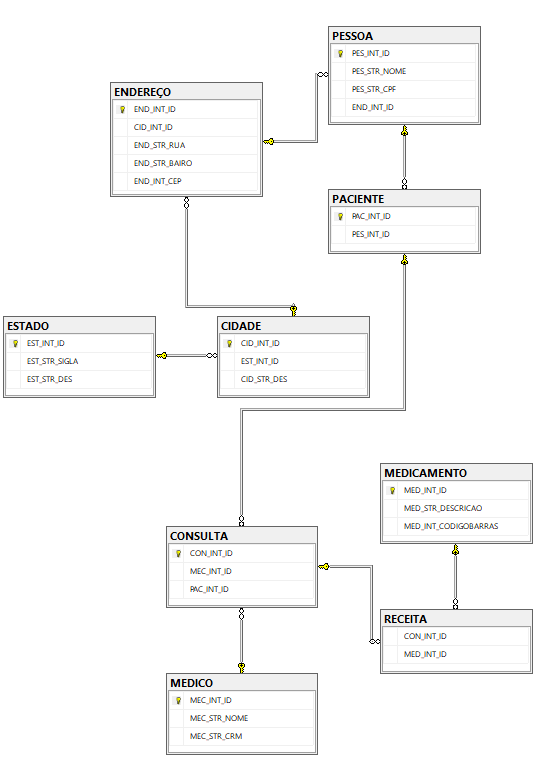 PESSOA
PES_INT_ID
PES_STR_NOME
PES_STR_CPF
END_INT_ID
ENDEREÇO
END_INT_ID
CID_INT_ID
END_STR_RUA
END_STR_BAIRO
END_INT_CEP
PACIENTE
PAC_INT_ID
PES_INT_ID
ESTADO
EST_INT_ID
EST_STR_SIGLA
EST_STR_DES
CIDADE
CID_INT_ID
EST_INT_ID
CID_STR_DES
MEDICAMENTO
MED_INT_ID
MED_STR_DESCRICAO
MED_INT_CODIGOBARRAS
CONSULTA
CON_INT_ID
MEC_INT_ID
PAC_INT_ID
RECEITA
CON_INT_ID
MED_INT_ID
MEDICO
MEC_INT_ID
MEC_STR_NOME
MEC_STR_CRM